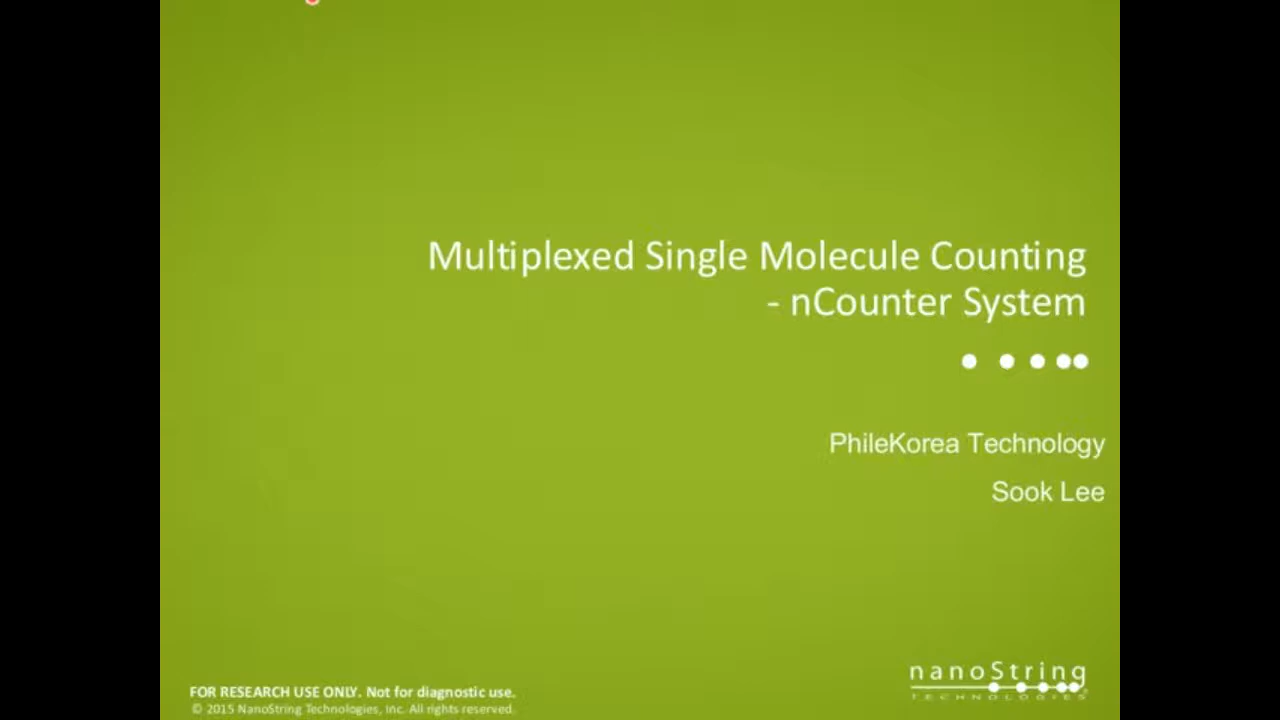 Multiplexed Single Molecule Counting
- nCounter System
PhileKorea Technology
Sook Lee
nanoString
TECHNOLOGIES®
FOR RESEARCH USE ONLY. Not for diagnostic use.
© 2015 NanoString Technologies, Inc. All rights reserved.